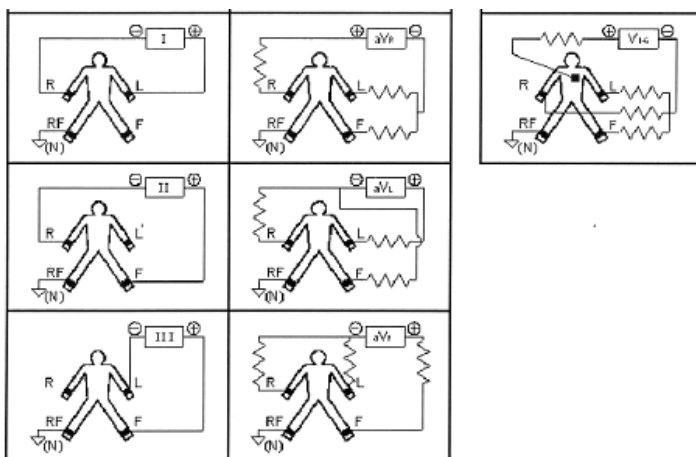 ⊖ I ⊕
R L
RF F
(N)
⊕ aVR ⊖
R L
RF F
(N)
⊕ V1-6 ⊖
R L
RF F
(N)
⊖ II ⊕
R L'
RF F
(N)
⊖ aVL ⊕
R L
RF F
(N)
⊖ III ⊕
R L
RF F
(N)
⊖ aVF ⊕
R L
RF F
(N)